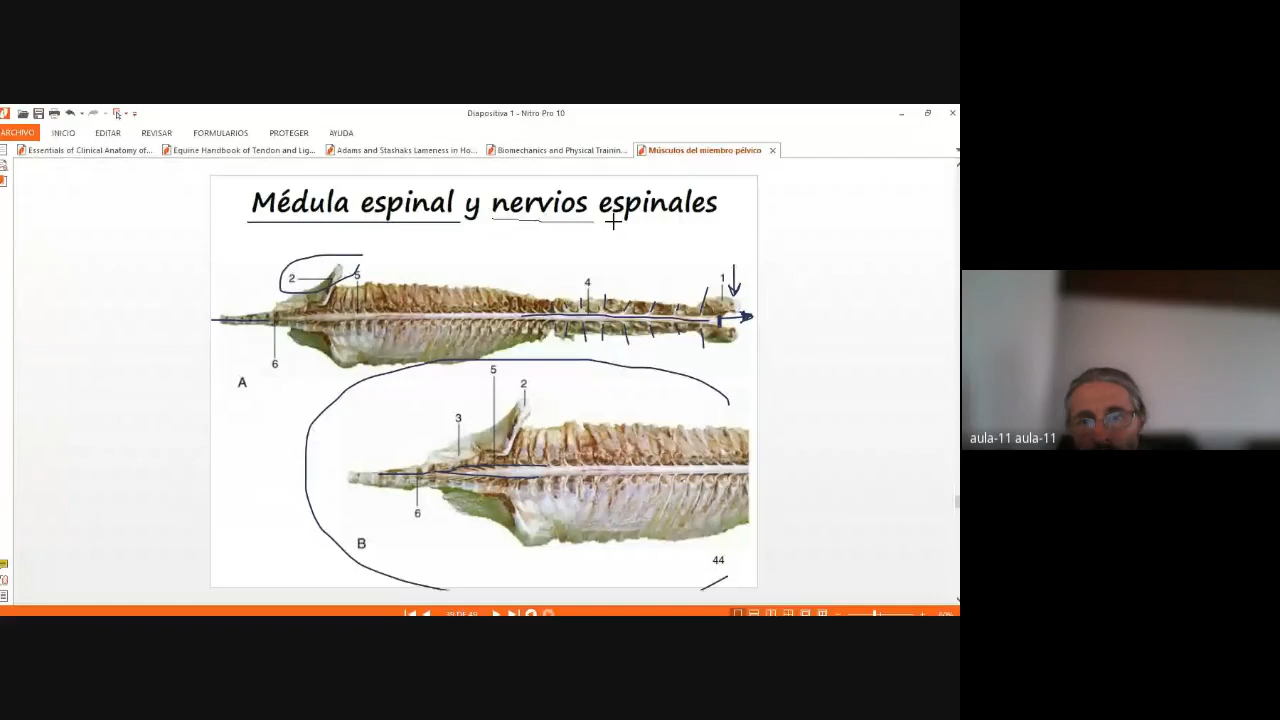 Diapositiva 1 - Nitro Pro 10
ARCHIVO INICIO EDITAR REVISAR FORMULARIOS PROTEGER AYUDA
Essentials of Clinical Anatomy of... Equine Handbook of Tendon and Lig... Adams and Stashaks Lameness in Ho... Biomechanics and Physical Trainin... Músculos del miembro pélvico
Médula espinal y nervios espinales
2 5 4 1
6
A
5
2
3
6
B
44
aula-11 aula-11